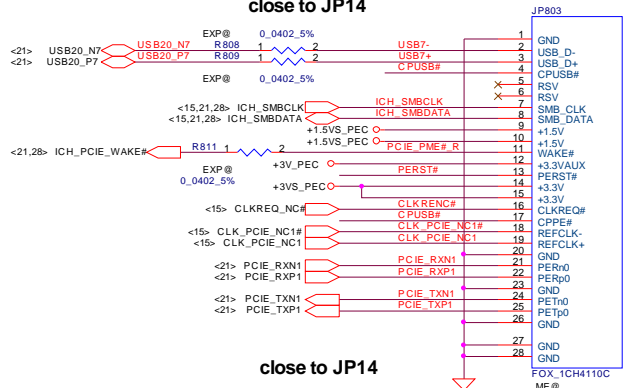 close to JP14
JP803
EXP@ 0_0402_5%
<21> USB20_N7 USB20_N7 R808 1 2 USB7- 2 USB_D-
<21> USB20_P7 USB20_P7 R809 1 2 USB7+ 3 USB_D+
EXP@ 0_0402_5%
1 GND
CPUSB# 4 CPUSB#
5 RSV
6 RSV
<15,21,28> ICH_SMBCLK ICH_SMBCLK 7 SMB_CLK
<15,21,28> ICH_SMBDATA ICH_SMBDATA 8 SMB_DATA
+1.5VS_PEC 9 +1.5V
+1.5VS_PEC 10 +1.5V
<21,28> ICH_PCIE_WAKE# R811 1 2 PCIE_PME#_R 11 WAKE#
EXP@
0_0402_5%
+3V_PEC 12 +3.3VAUX
PERST# 13 PERST#
+3VS_PEC 14 +3.3V
15 +3.3V
<15> CLKREQ_NC# CLKRENC# 16 CLKREQ#
CPUSB# 17 CPPE#
<15> CLK_PCIE_NC1# CLK_PCIE_NC1# 18 REFCLK-
<15> CLK_PCIE_NC1 CLK_PCIE_NC1 19 REFCLK+
20 GND
<21> PCIE_RXN1 PCIE_RXN1 21 PERn0
<21> PCIE_RXP1 PCIE_RXP1 22 PERp0
23 GND
<21> PCIE_TXN1 PCIE_TXN1 24 PETn0
<21> PCIE_TXP1 PCIE_TXP1 25 PETp0
26 GND
27 GND
28 GND
close to JP14
FOX_1CH4110C
ME@